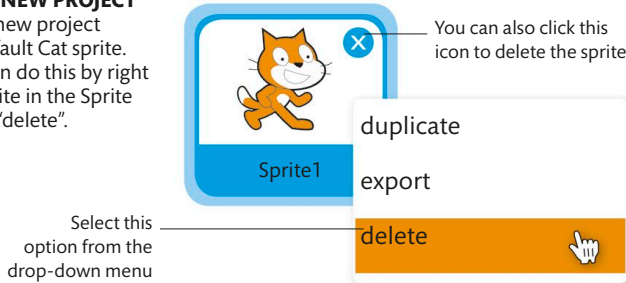 NEW PROJECT
new project
ault Cat sprite.
n do this by right
ite in the Sprite
"delete".
You can also click this
icon to delete the sprite
Sprite1
duplicate
export
delete
Select this
option from the
drop-down menu